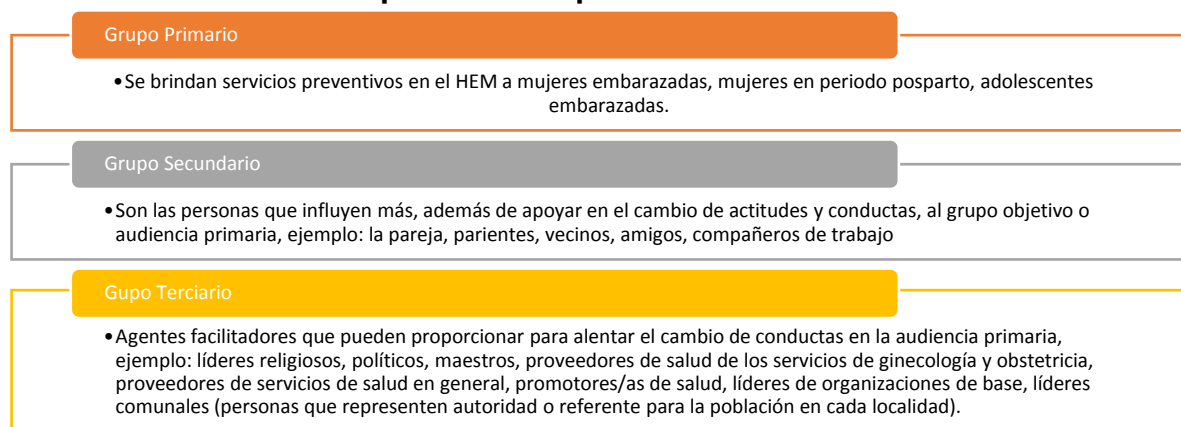 Grupo Primario
•Se brindan servicios preventivos en el HEM a mujeres embarazadas, mujeres en periodo posparto, adolescentes
embarazadas.
Grupo Secundario
•Son las personas que influyen más, además de apoyar en el cambio de actitudes y conductas, al grupo objetivo o
audiencia primaria, ejemplo: la pareja, parientes, vecinos, amigos, compañeros de trabajo
Gupo Terciario
•Agentes facilitadores que pueden proporcionar para alentar el cambio de conductas en la audiencia primaria,
ejemplo: líderes religiosos, políticos, maestros, proveedores de salud de los servicios de ginecología y obstetricia,
proveedores de servicios de salud en general, promotores/as de salud, líderes de organizaciones de base, líderes
comunales (personas que representen autoridad o referente para la población en cada localidad).